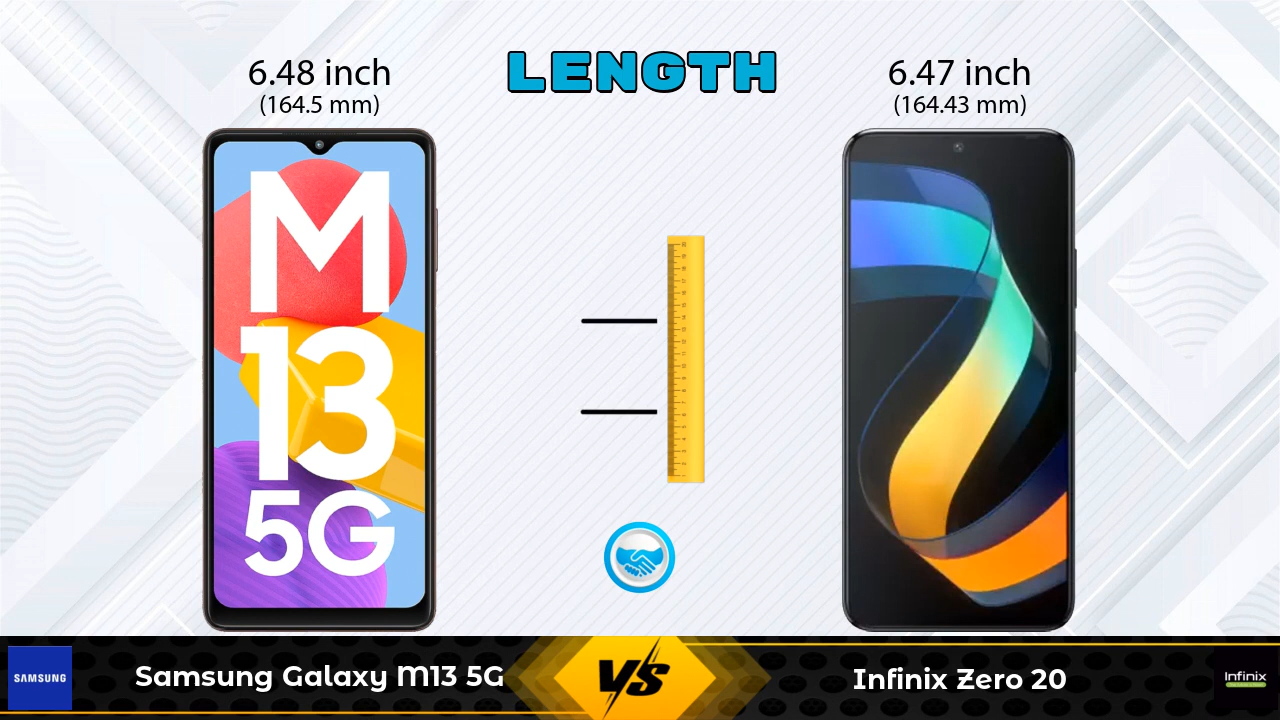 LENGTH
6.48 inch
(164.5 mm)
6.47 inch
(164.43 mm)
M
13
5G
SAMSUNG
Samsung Galaxy M13 5G
VS
Infinix Zero 20
Infinix